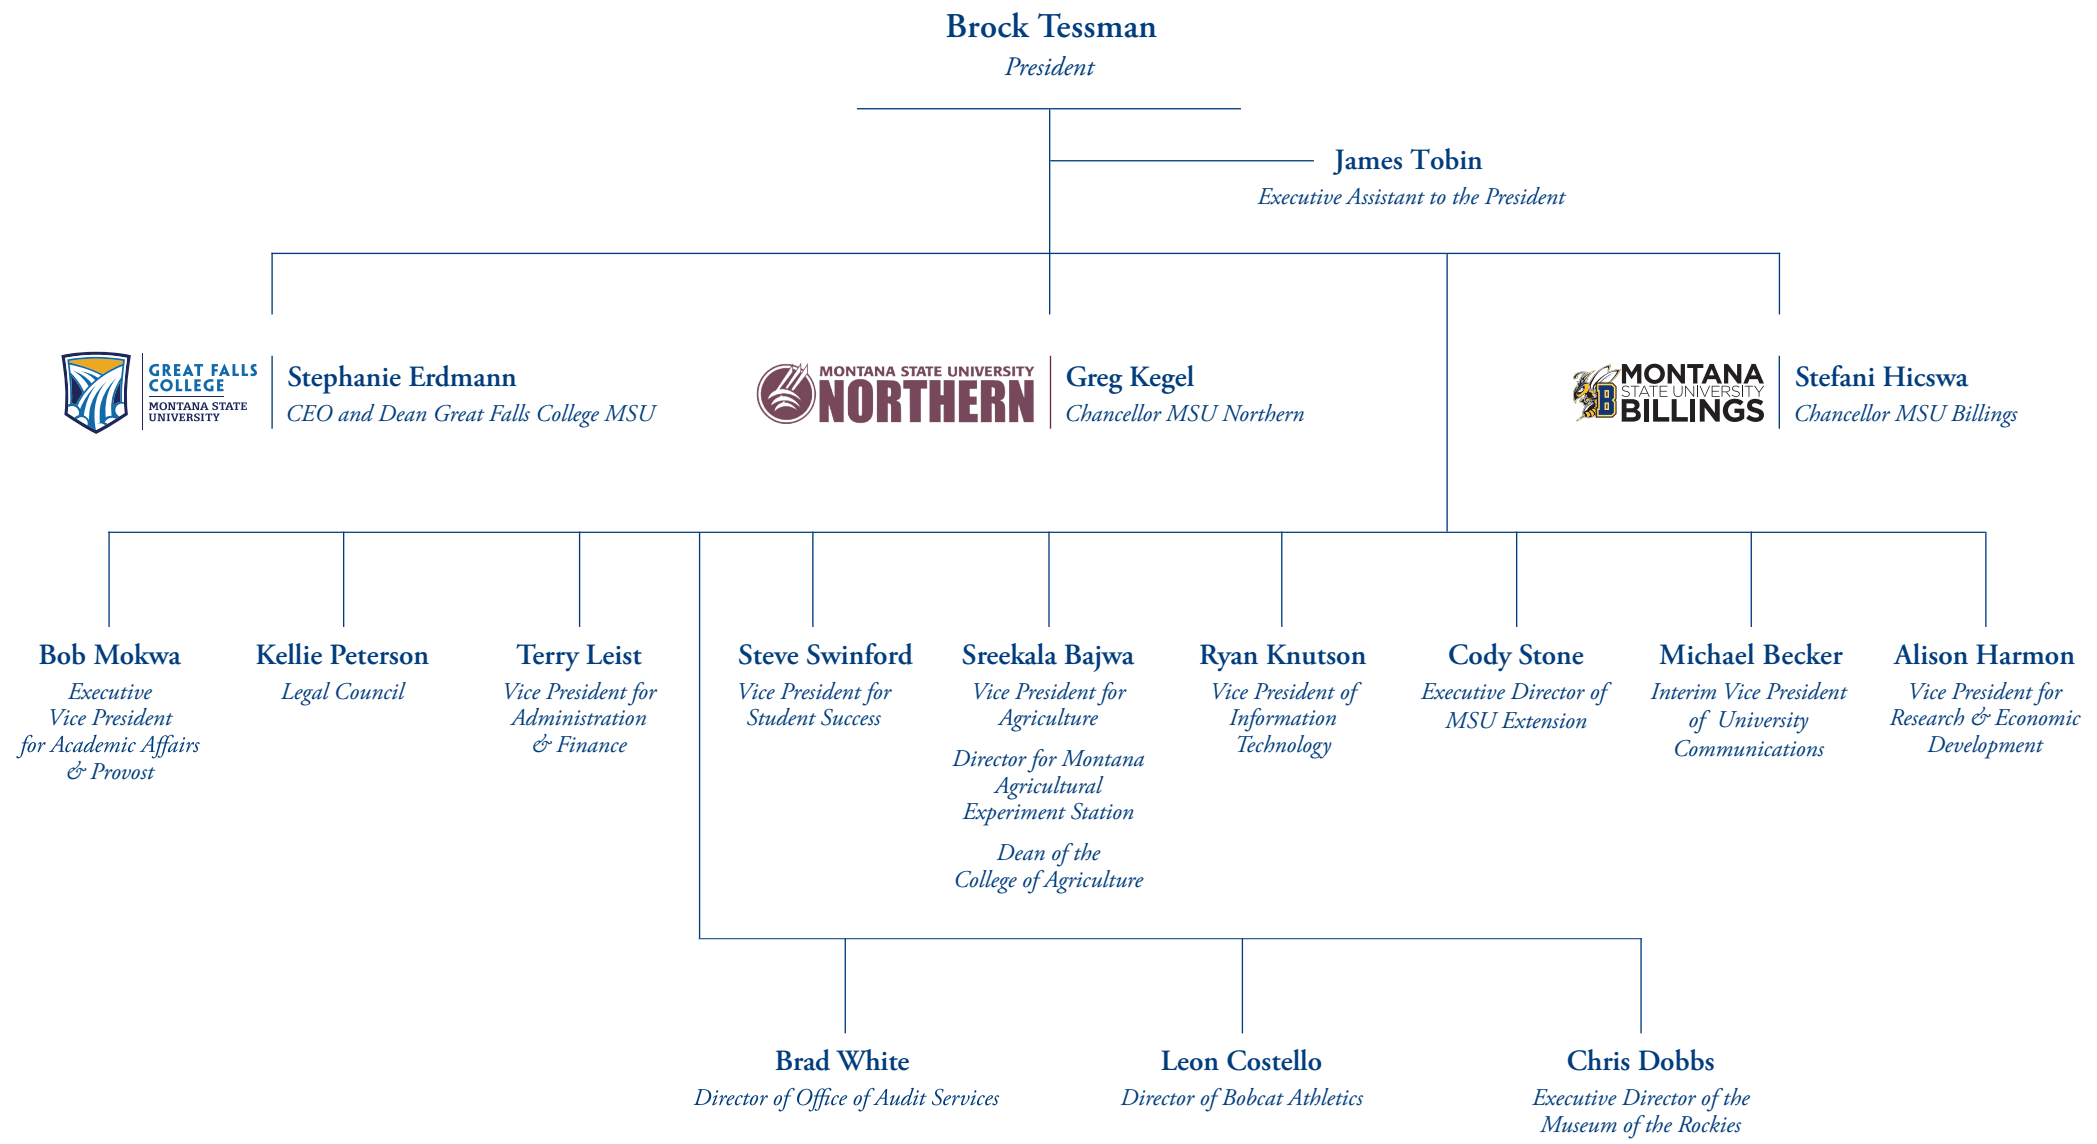 Brock Tessman
President
James Tobin
Executive Assistant to the President
GREAT FALLS
COLLEGE
MONTANA STATE
UNIVERSITY
Stephanie Erdmann
CEO and Dean Great Falls College MSU
MONTANA STATE UNIVERSITY
NORTHERN
Greg Kegel
Chancellor MSU Northern
B
MONTANA
STATE UNIVERSITY
BILLINGS
Stefani Hicswa
Chancellor MSU Billings
Bob Mokwa
Executive
Vice President
for Academic Affairs
& Provost
Kellie Peterson
Legal Council
Terry Leist
Vice President for
Administration
& Finance
Steve Swinford
Vice President for
Student Success
Sreekala Bajwa
Vice President for
Agriculture
Director for Montana
Agricultural
Experiment Station
Dean of the
College of Agriculture
Ryan Knutson
Vice President of
Information
Technology
Cody Stone
Executive Director of
MSU Extension
Michael Becker
Interim Vice President
of University
Communications
Alison Harmon
Vice President for
Research & Economic
Development
Brad White
Director of Office of Audit Services
Leon Costello
Director of Bobcat Athletics
Chris Dobbs
Executive Director of the
Museum of the Rockies